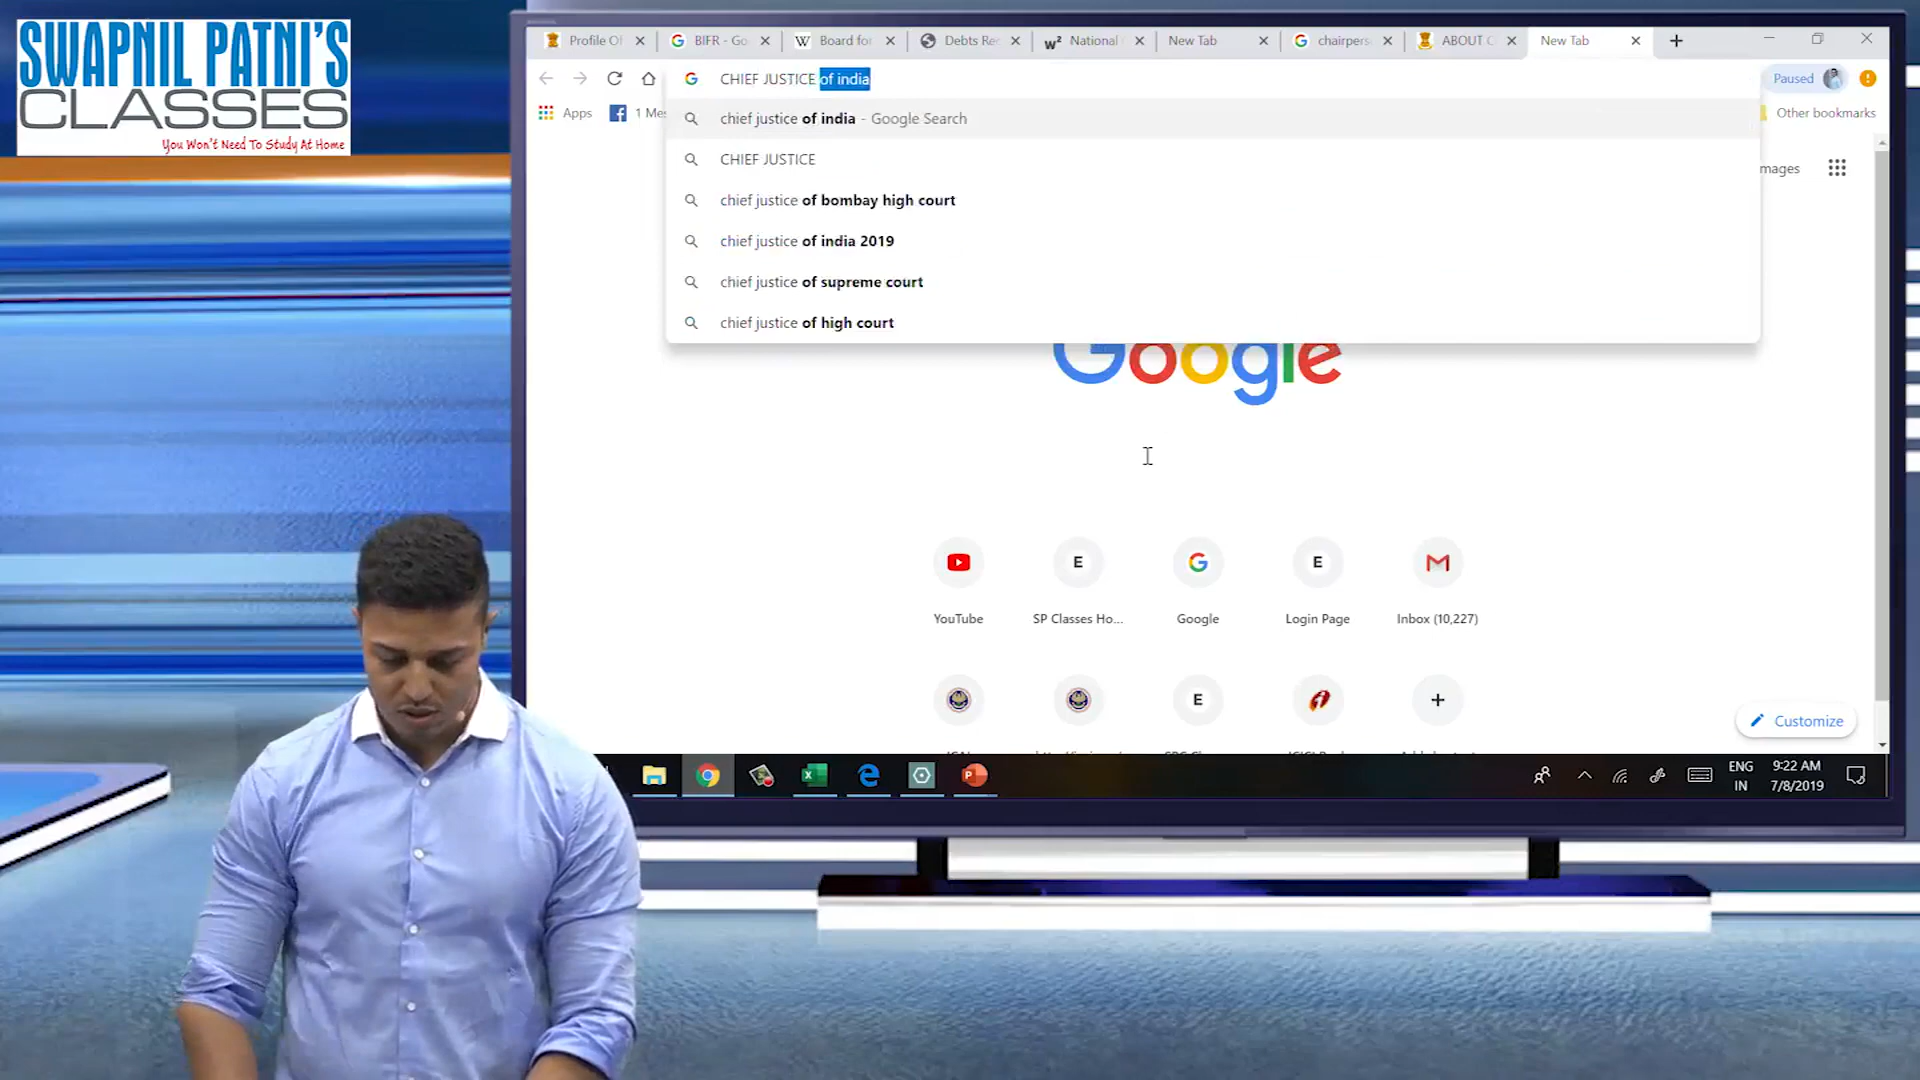 SWAPNIL PATNI'S
CLASSES
You Won't Need To Study At Home
Profile Of
BIFR - Go
Board for
Debts Re
National
New Tab
chairpers
ABOUT C
New Tab
CHIEF JUSTICE of india
Paused
Apps
1 Mes
Other bookmarks
chief justice of india - Google Search
CHIEF JUSTICE
chief justice of bombay high court
chief justice of india 2019
chief justice of supreme court
chief justice of high court
mages
Google
YouTube
E
SP Classes Ho...
Google
E
Login Page
Inbox (10,227)
E
Customize
ENG
IN
9:22 AM
7/8/2019